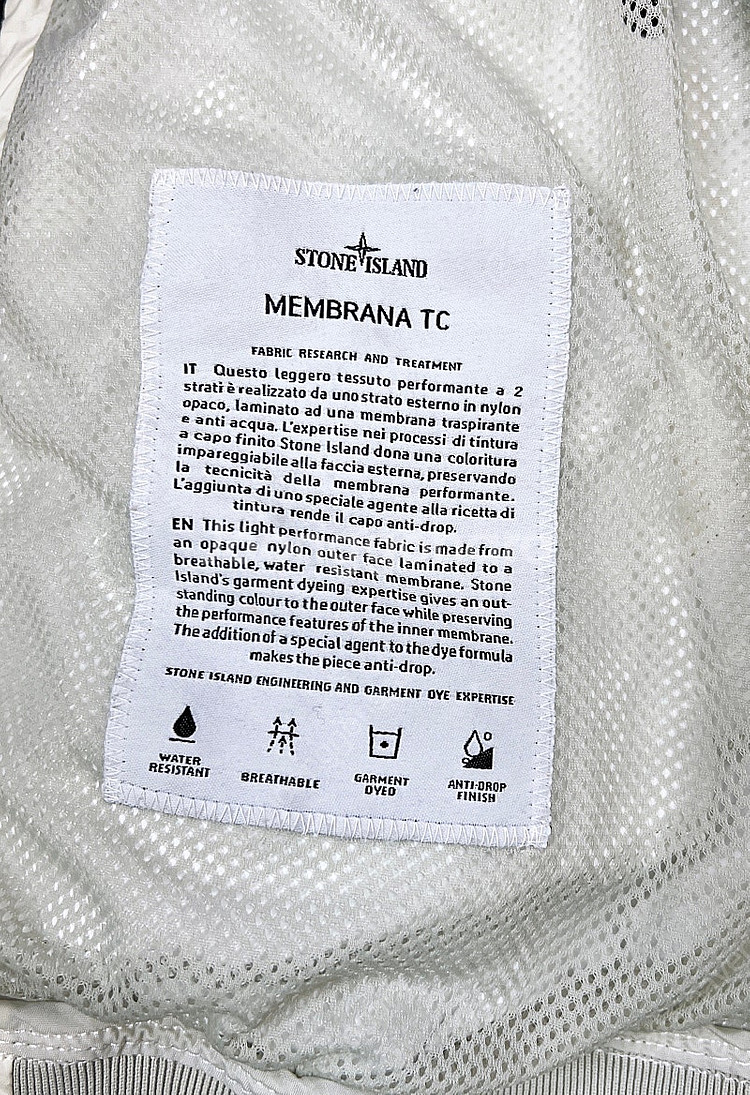 STONE ISLAND
MEMBRANA TC
FABRIC RESEARCH AND TREATMENT
IT Questo leggero tessuto performante a 2
strati è realizzato da uno strato esterno in nylon
opaco, laminato ad una membrana traspirante
e anti acqua. L'expertise nei processi di tintura
a capo finito Stone Island dona una coloritura
impareggiabile alla faccia esterna, preservando
la tecnicità della membrana performante.
L'aggiunta di uno speciale agente alla ricetta di
tintura rende il capo anti-drop.
EN This light performance fabric is made from
an opaque nylon outer face laminated to a
breathable, water resistant membrane. Stone
Island's garment dyeing expertise gives an out-
standing colour to the outer face while preserving
the performance features of the inner membrane.
The addition of a special agent to the dye formula
makes the piece anti-drop.
STONE ISLAND ENGINEERING AND GARMENT DYE EXPERTISE
WATER
RESISTANT
BREATHABLE
GARMENT
DYED
ANTI-DROP
FINISH